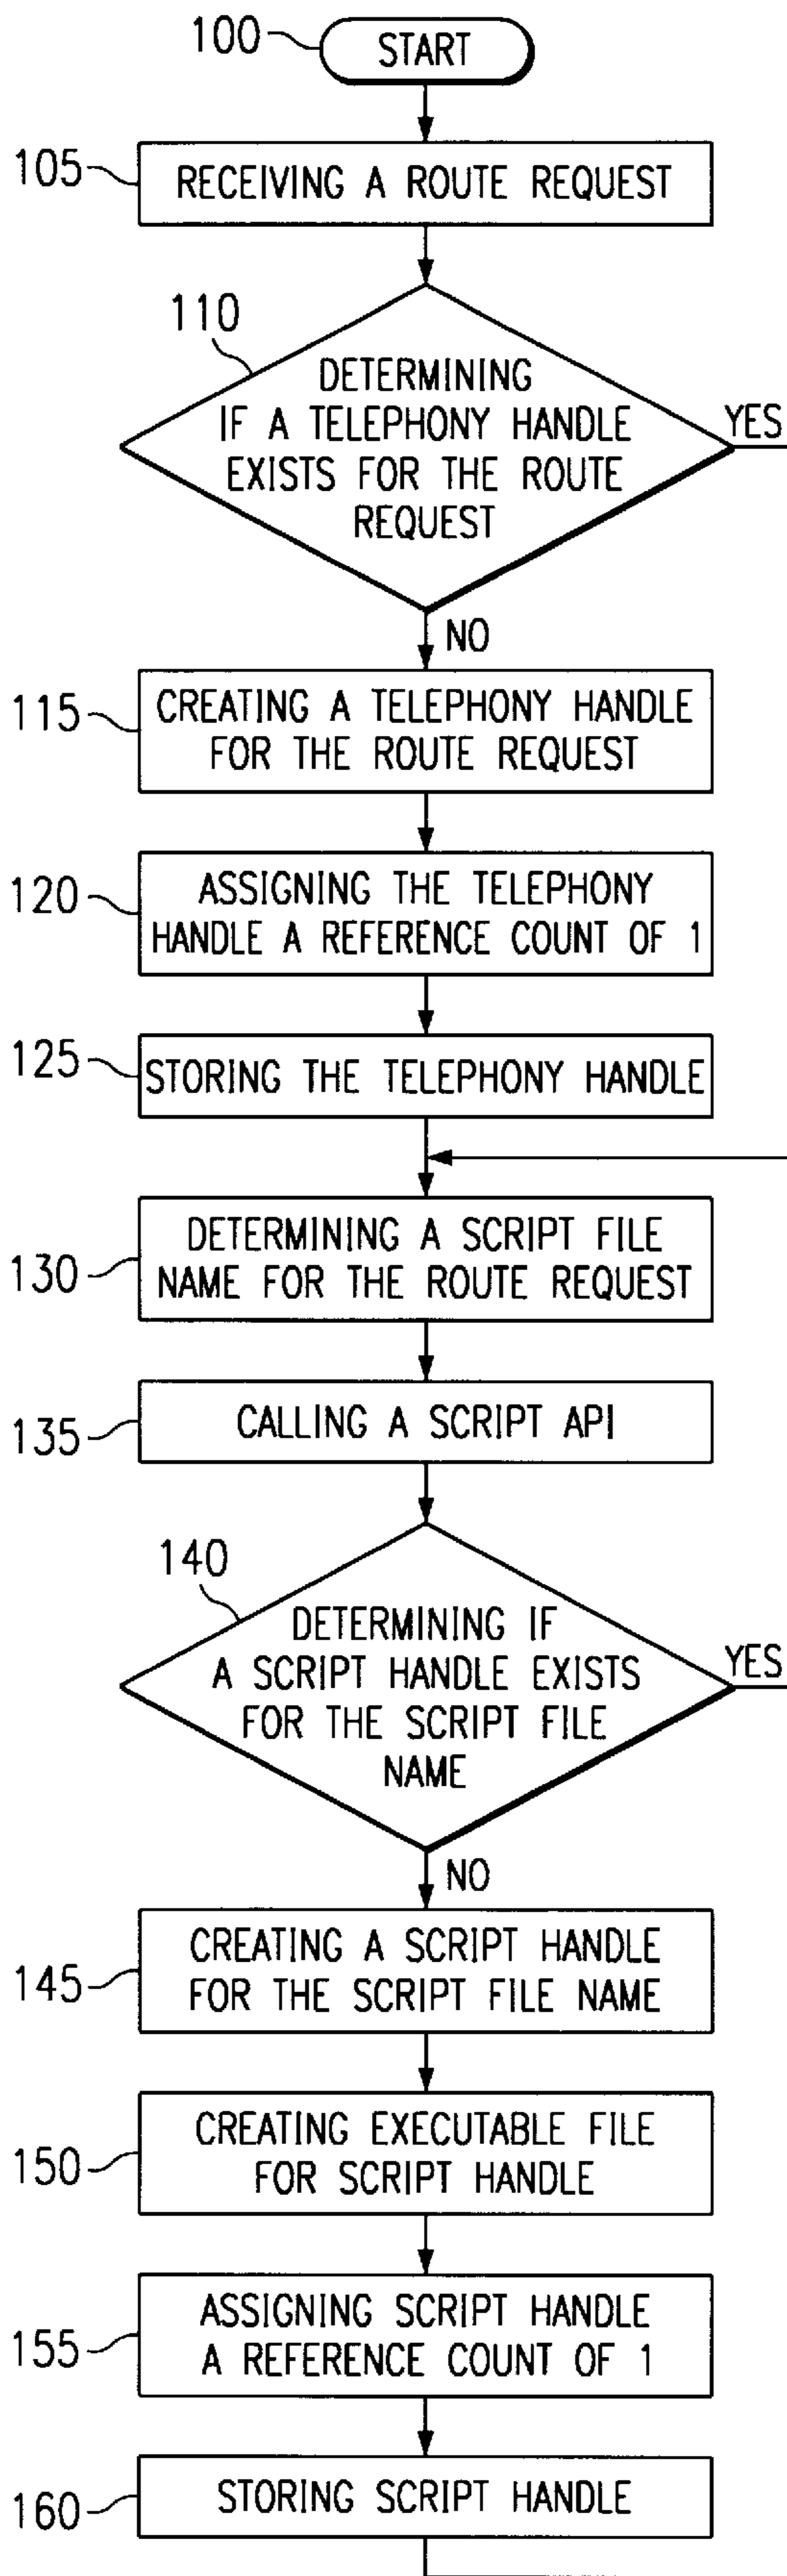 100
START
105
RECEIVING A ROUTE REQUEST
110
DETERMINING
IF A TELEPHONY HANDLE
EXISTS FOR THE ROUTE
REQUEST
YES
NO
115
CREATING A TELEPHONY HANDLE
FOR THE ROUTE REQUEST
120
ASSIGNING THE TELEPHONY
HANDLE A REFERENCE COUNT OF 1
125
STORING THE TELEPHONY HANDLE
130
DETERMINING A SCRIPT FILE
NAME FOR THE ROUTE REQUEST
135
CALLING A SCRIPT API
140
DETERMINING IF
A SCRIPT HANDLE EXISTS
FOR THE SCRIPT FILE
NAME
YES
NO
145
CREATING A SCRIPT HANDLE
FOR THE SCRIPT FILE NAME
150
CREATING EXECUTABLE FILE
FOR SCRIPT HANDLE
155
ASSIGNING SCRIPT HANDLE
A REFERENCE COUNT OF 1
160
STORING SCRIPT HANDLE